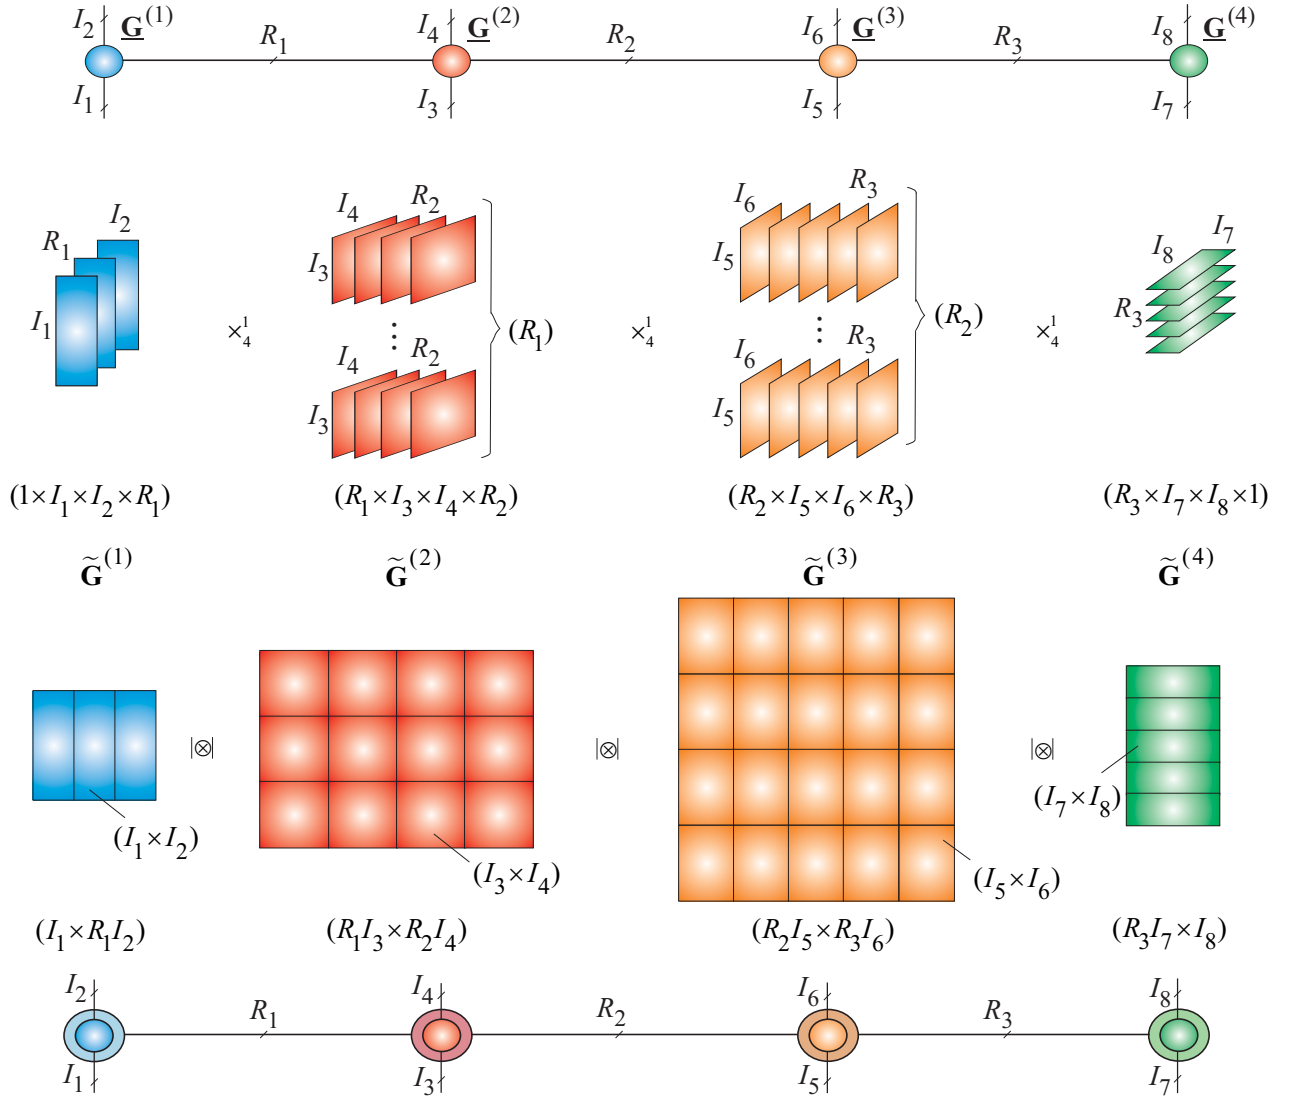 I₂ G̲⁽¹⁾ R₁ I₄ G̲⁽²⁾ R₂ I₆ G̲⁽³⁾ R₃ I₈ G̲⁽⁴⁾
I₁ I₃ I₅ I₇
I₂ I₄ R₂ I₆ R₃ I₈ I₇
R₁ I₃ I₅ R₃
I₁ ×¹₄ (R₁) ×¹₄ (R₂) ×¹₄
⋮ ⋮
I₄ R₂ I₆ R₃
I₃ I₅
(1×I₁×I₂×R₁) (R₁×I₃×I₄×R₂) (R₂×I₅×I₆×R₃) (R₃×I₇×I₈×1)
G̃⁽¹⁾ G̃⁽²⁾ G̃⁽³⁾ G̃⁽⁴⁾
|⊗| |⊗| |⊗|
(I₁×I₂) (I₃×I₄) (I₅×I₆) (I₇×I₈)
(I₁×R₁I₂) (R₁I₃×R₂I₄) (R₂I₅×R₃I₆) (R₃I₇×I₈)
I₂ R₁ I₄ R₂ I₆ R₃ I₈
I₁ I₃ I₅ I₇